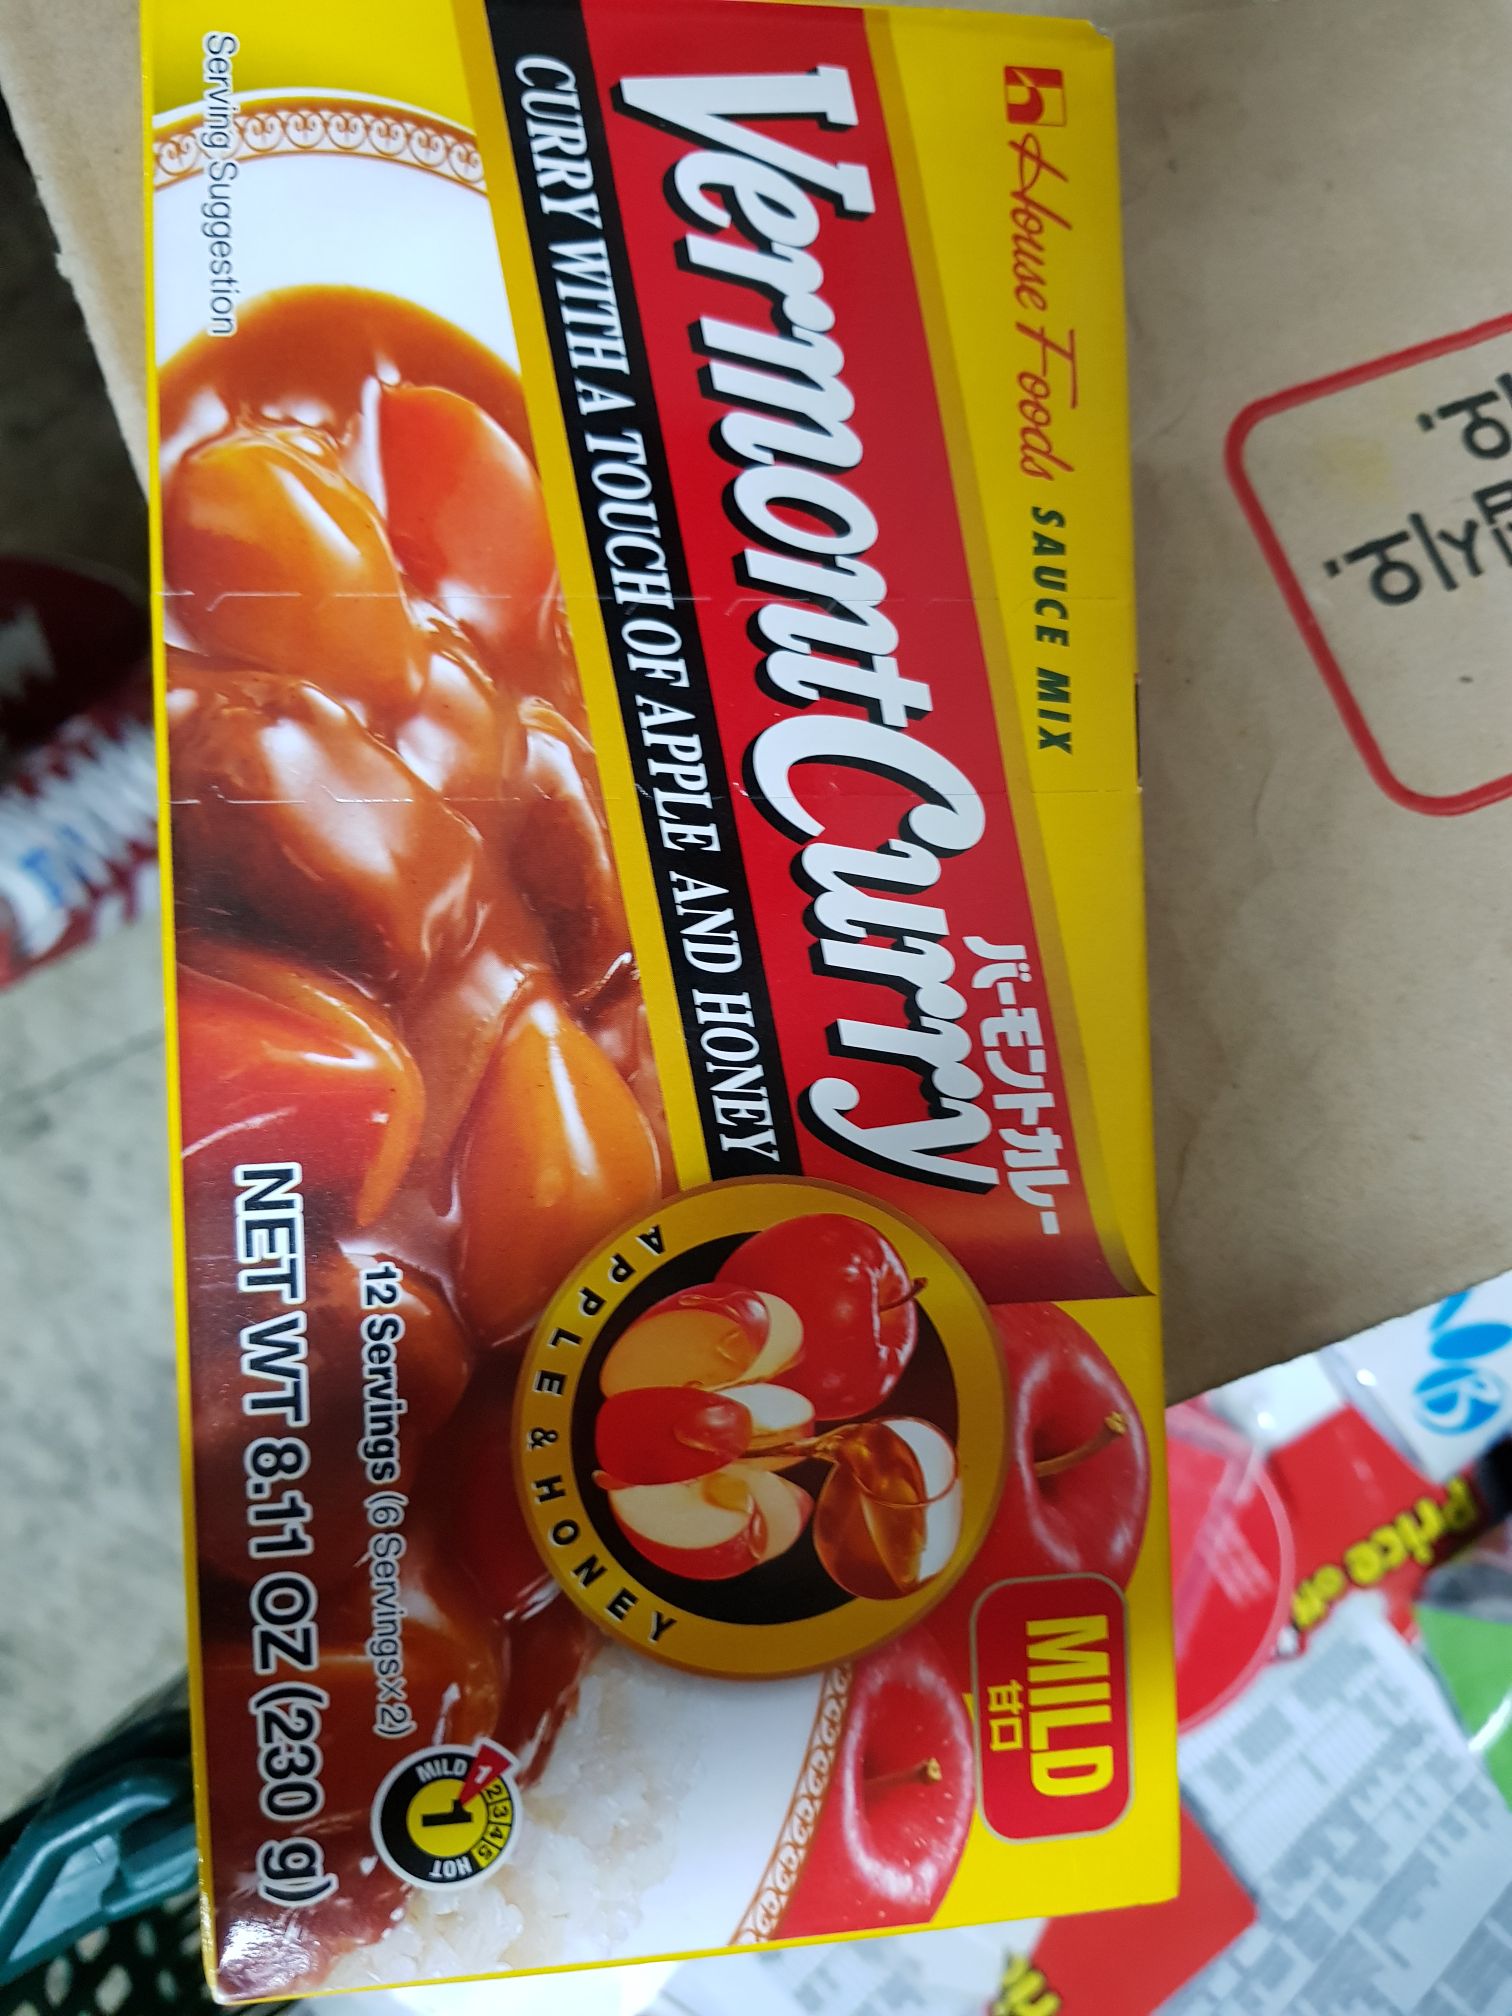 House Foods SAUCE MIX
バーモントカレー
Vermont Curry
CURRY WITH A TOUCH OF APPLE AND HONEY
MILD
甘口
APPLE & HONEY
Serving Suggestion
12 Servings (6 Servings×2)
NET WT 8.11 OZ (230 g)
MILD 1 2 3 4 5 HOT
1
Price